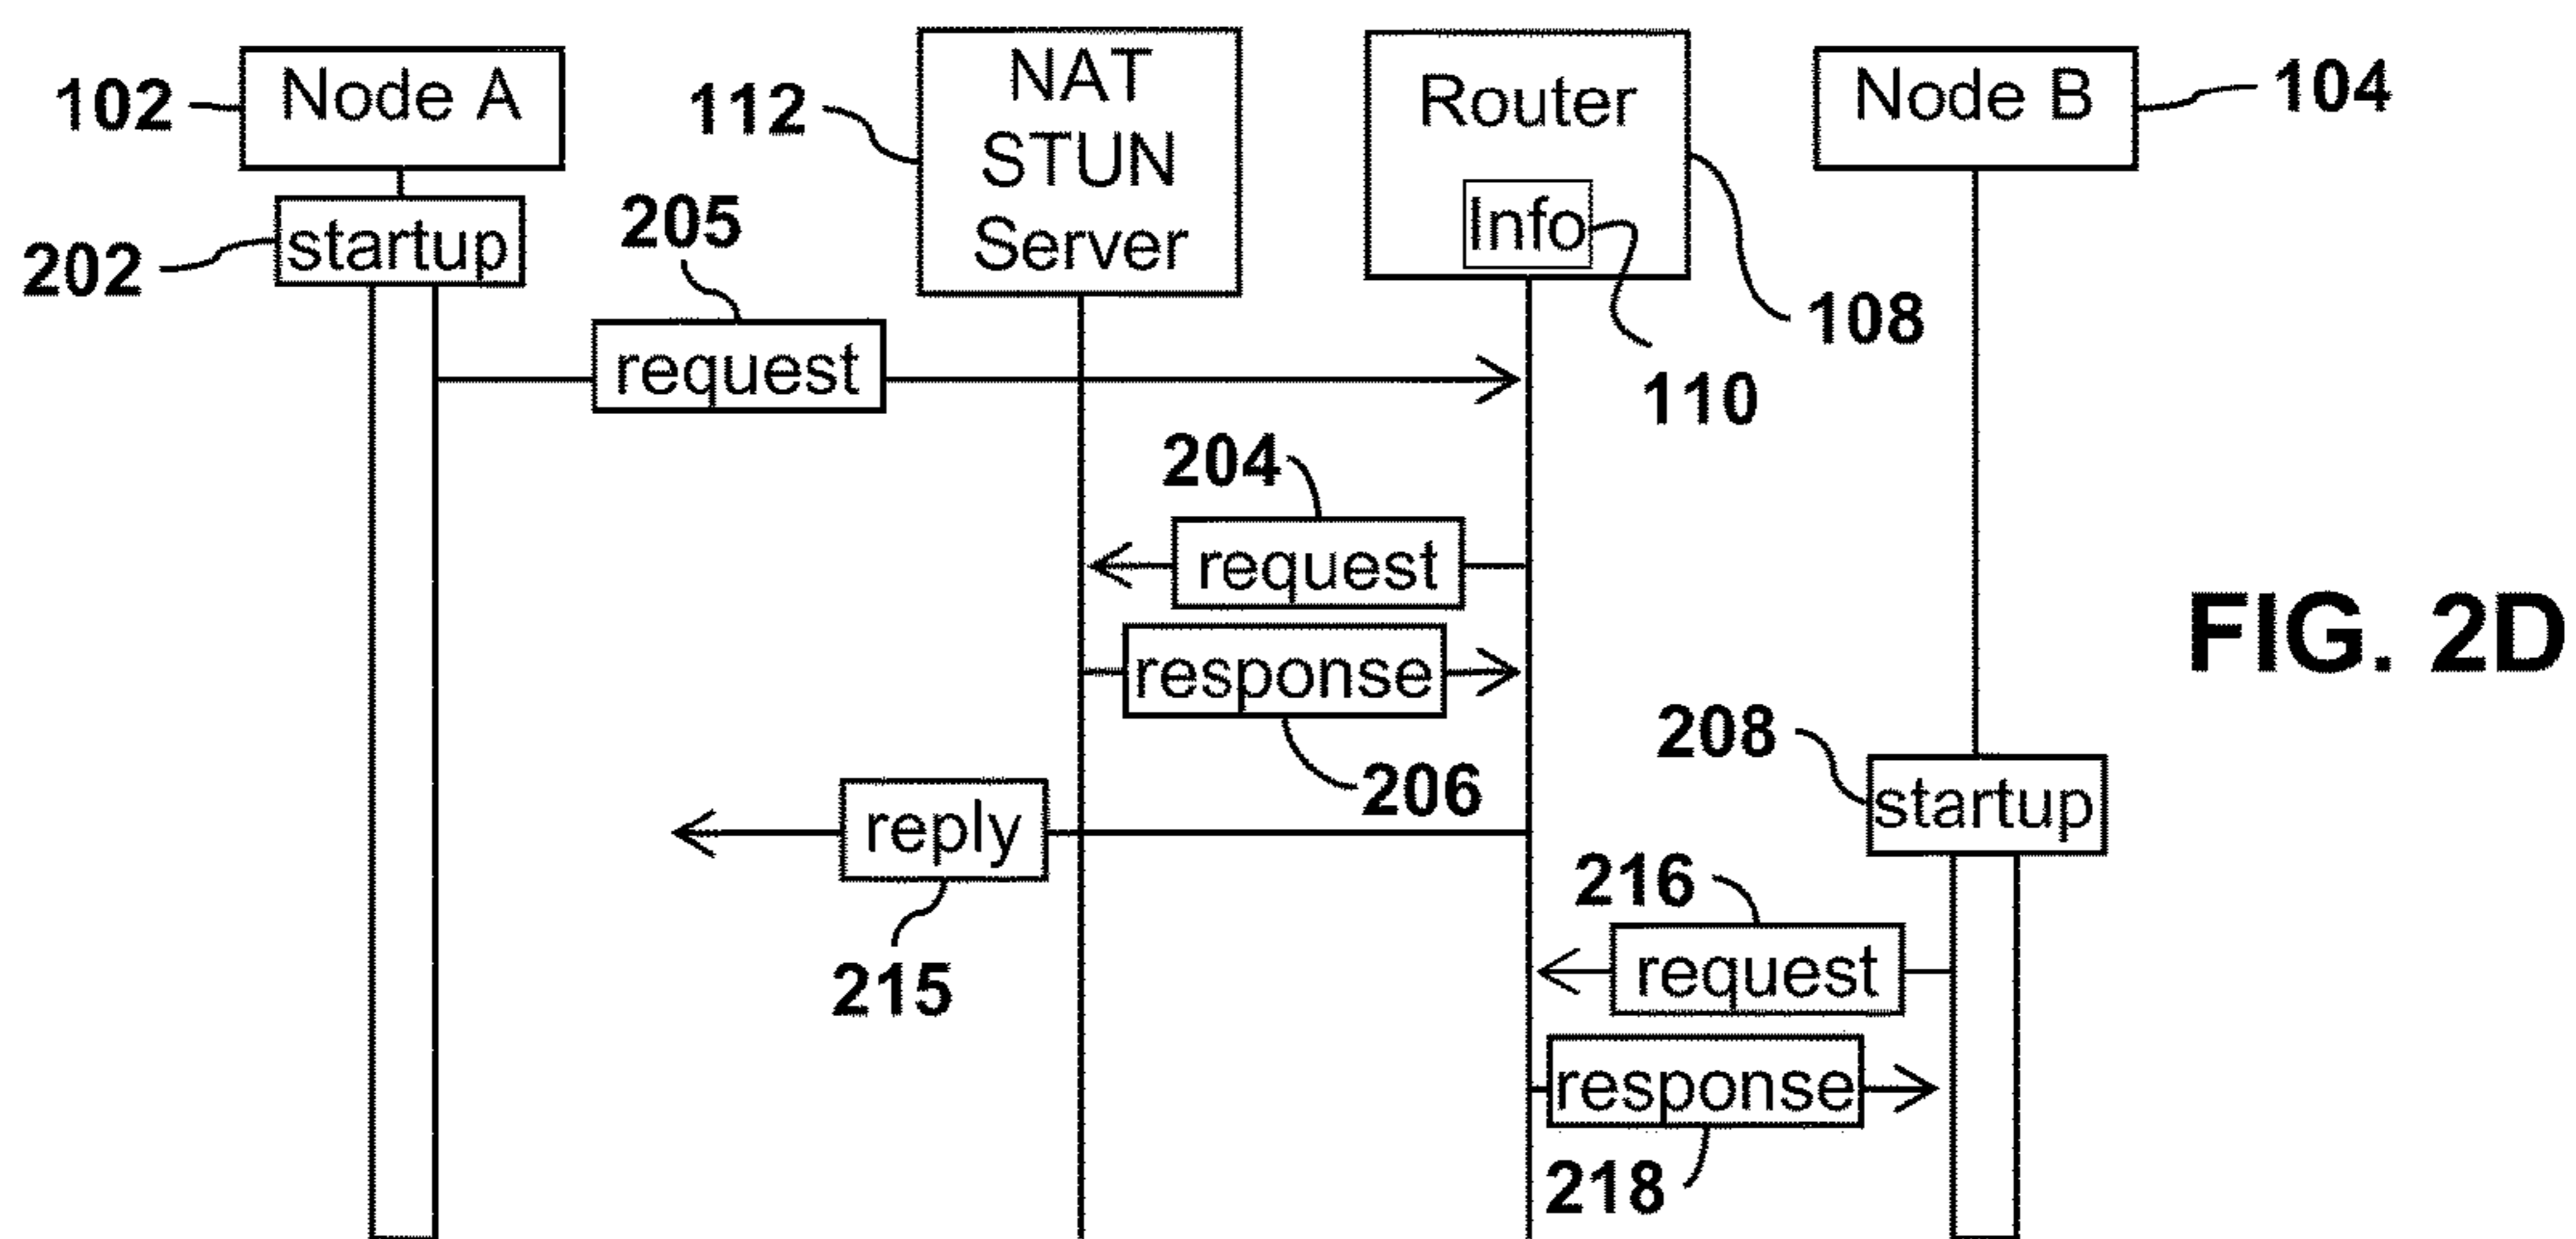 102
Node A
112
NAT
STUN
Server
Router
Info
Node B
104
202
startup
205
108
110
request
204
request
response
206
FIG. 2D
208
startup
reply
215
216
request
response
218